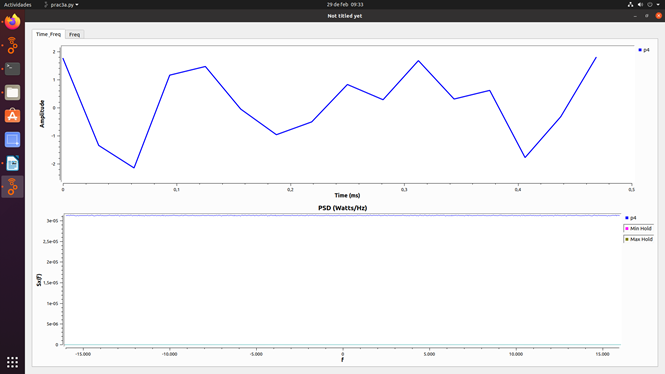 Actividades
prac3a.py
29 de feb 09:33
Not titled yet
Time_Freq
Freq
2
1
0
-1
-2
Amplitude
p4
0
0,1
0,2
0,3
0,4
0,5
Time (ms)
PSD (Watts/Hz)
3e-05
2,5e-05
2e-05
1,5e-05
1e-05
5e-06
0
Sx(f)
p4
Min Hold
Max Hold
-15.000
-10.000
-5.000
0
5.000
10.000
15.000
f